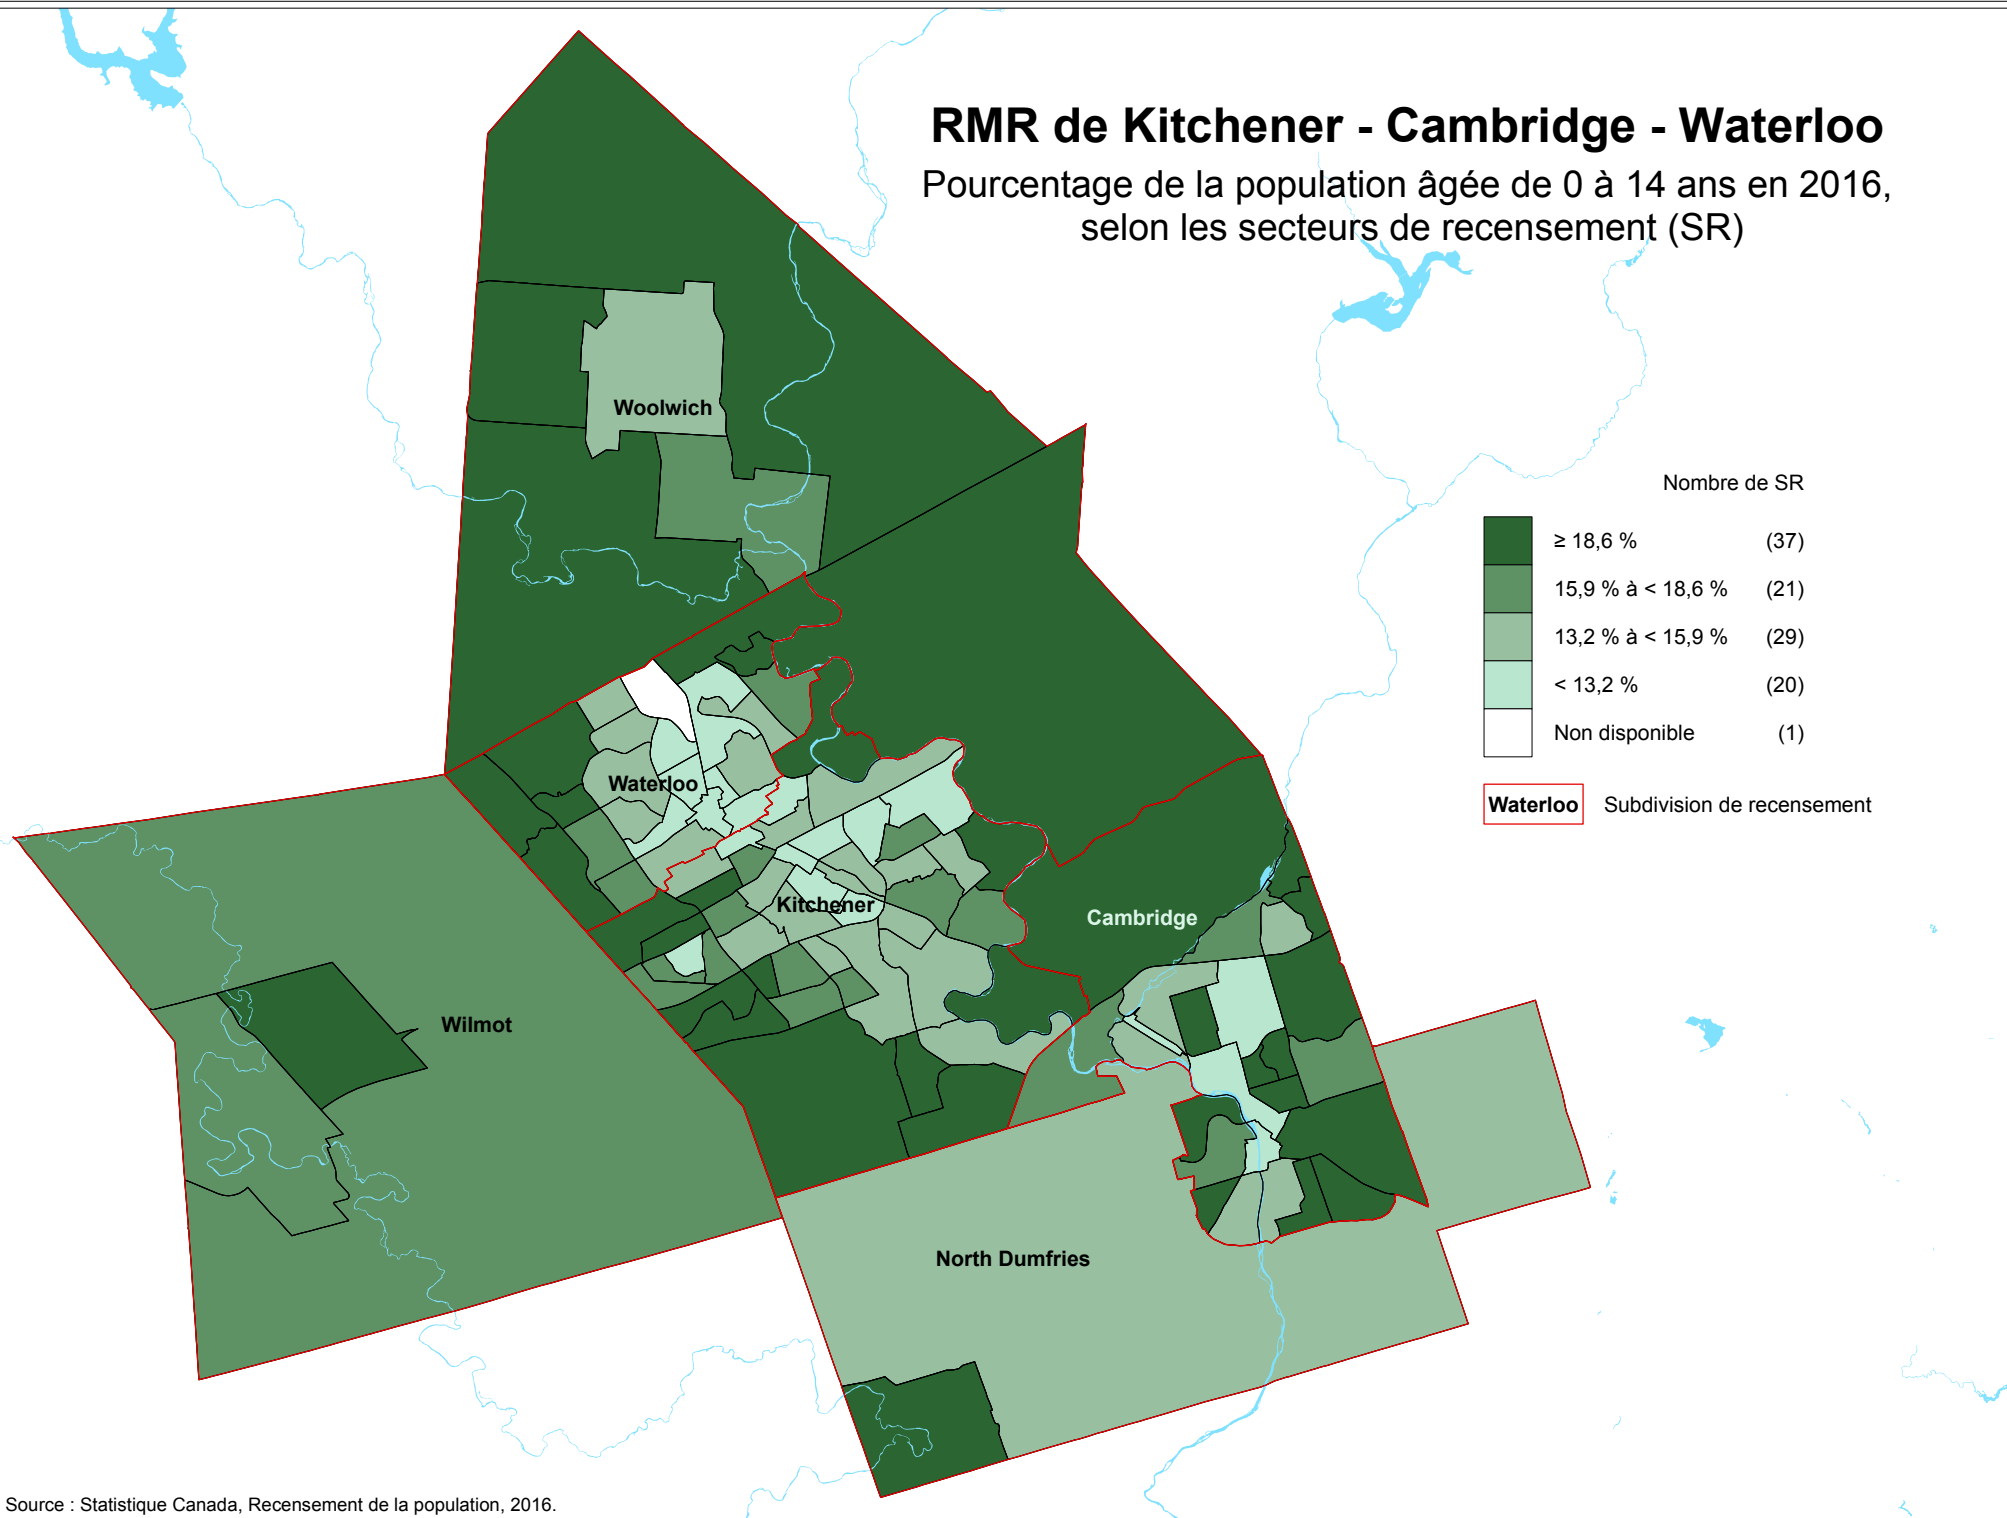 RMR de Kitchener - Cambridge - Waterloo
Pourcentage de la population âgée de 0 à 14 ans en 2016,
selon les secteurs de recensement (SR)
Woolwich
Nombre de SR
≥ 18,6 % (37)
15,9 % à < 18,6 % (21)
13,2 % à < 15,9 % (29)
< 13,2 % (20)
Non disponible (1)
Waterloo Subdivision de recensement
Waterloo
Kitchener
Cambridge
Wilmot
North Dumfries
Source : Statistique Canada, Recensement de la population, 2016.